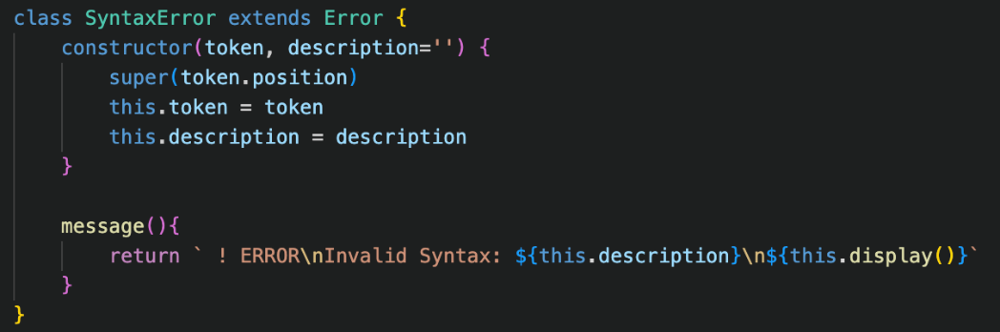 class SyntaxError extends Error {
    constructor(token, description='') {
        super(token.position)
        this.token = token
        this.description = description
    }

    message(){
        return ` ! ERROR\nInvalid Syntax: ${this.description}\n${this.display()}`
    }
}